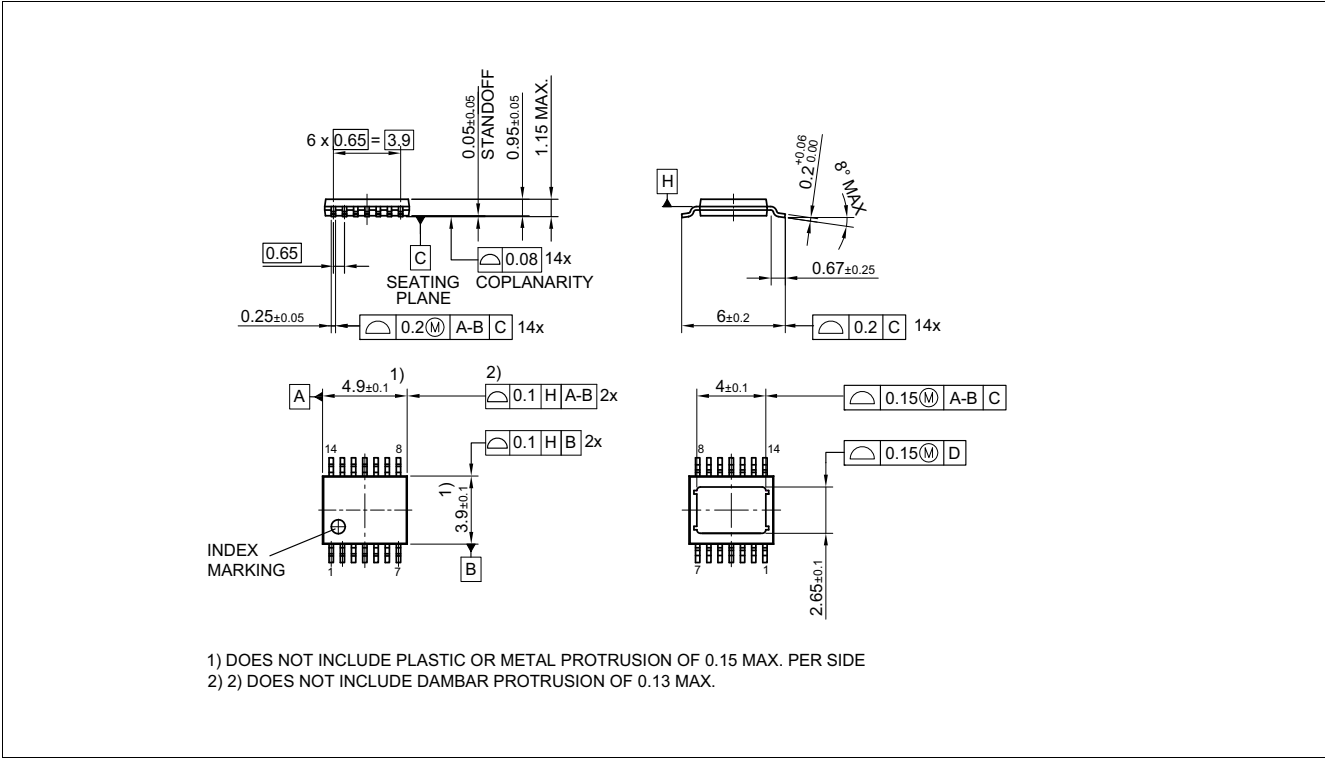 0.05±0.05
STANDOFF
0.95±0.05
1.15 MAX.
6 x 0.65 = 3.9
0.65
C
SEATING
PLANE
⌓ 0.08 14x
COPLANARITY
0.25±0.05
⌓ 0.2Ⓜ A-B C 14x
H
0.2 +0.06 0.00
8° MAX
0.67±0.25
6±0.2
⌓ 0.2 C 14x
A
4.9±0.1 1)
2)
⌓ 0.1 H A-B 2x
⌓ 0.1 H B 2x
14 8
3.9±0.1 1)
INDEX
MARKING
1 7
B
4±0.1
⌓ 0.15Ⓜ A-B C
⌓ 0.15Ⓜ D
8 14
7 1
2.65±0.1
1) DOES NOT INCLUDE PLASTIC OR METAL PROTRUSION OF 0.15 MAX. PER SIDE
2) 2) DOES NOT INCLUDE DAMBAR PROTRUSION OF 0.13 MAX.